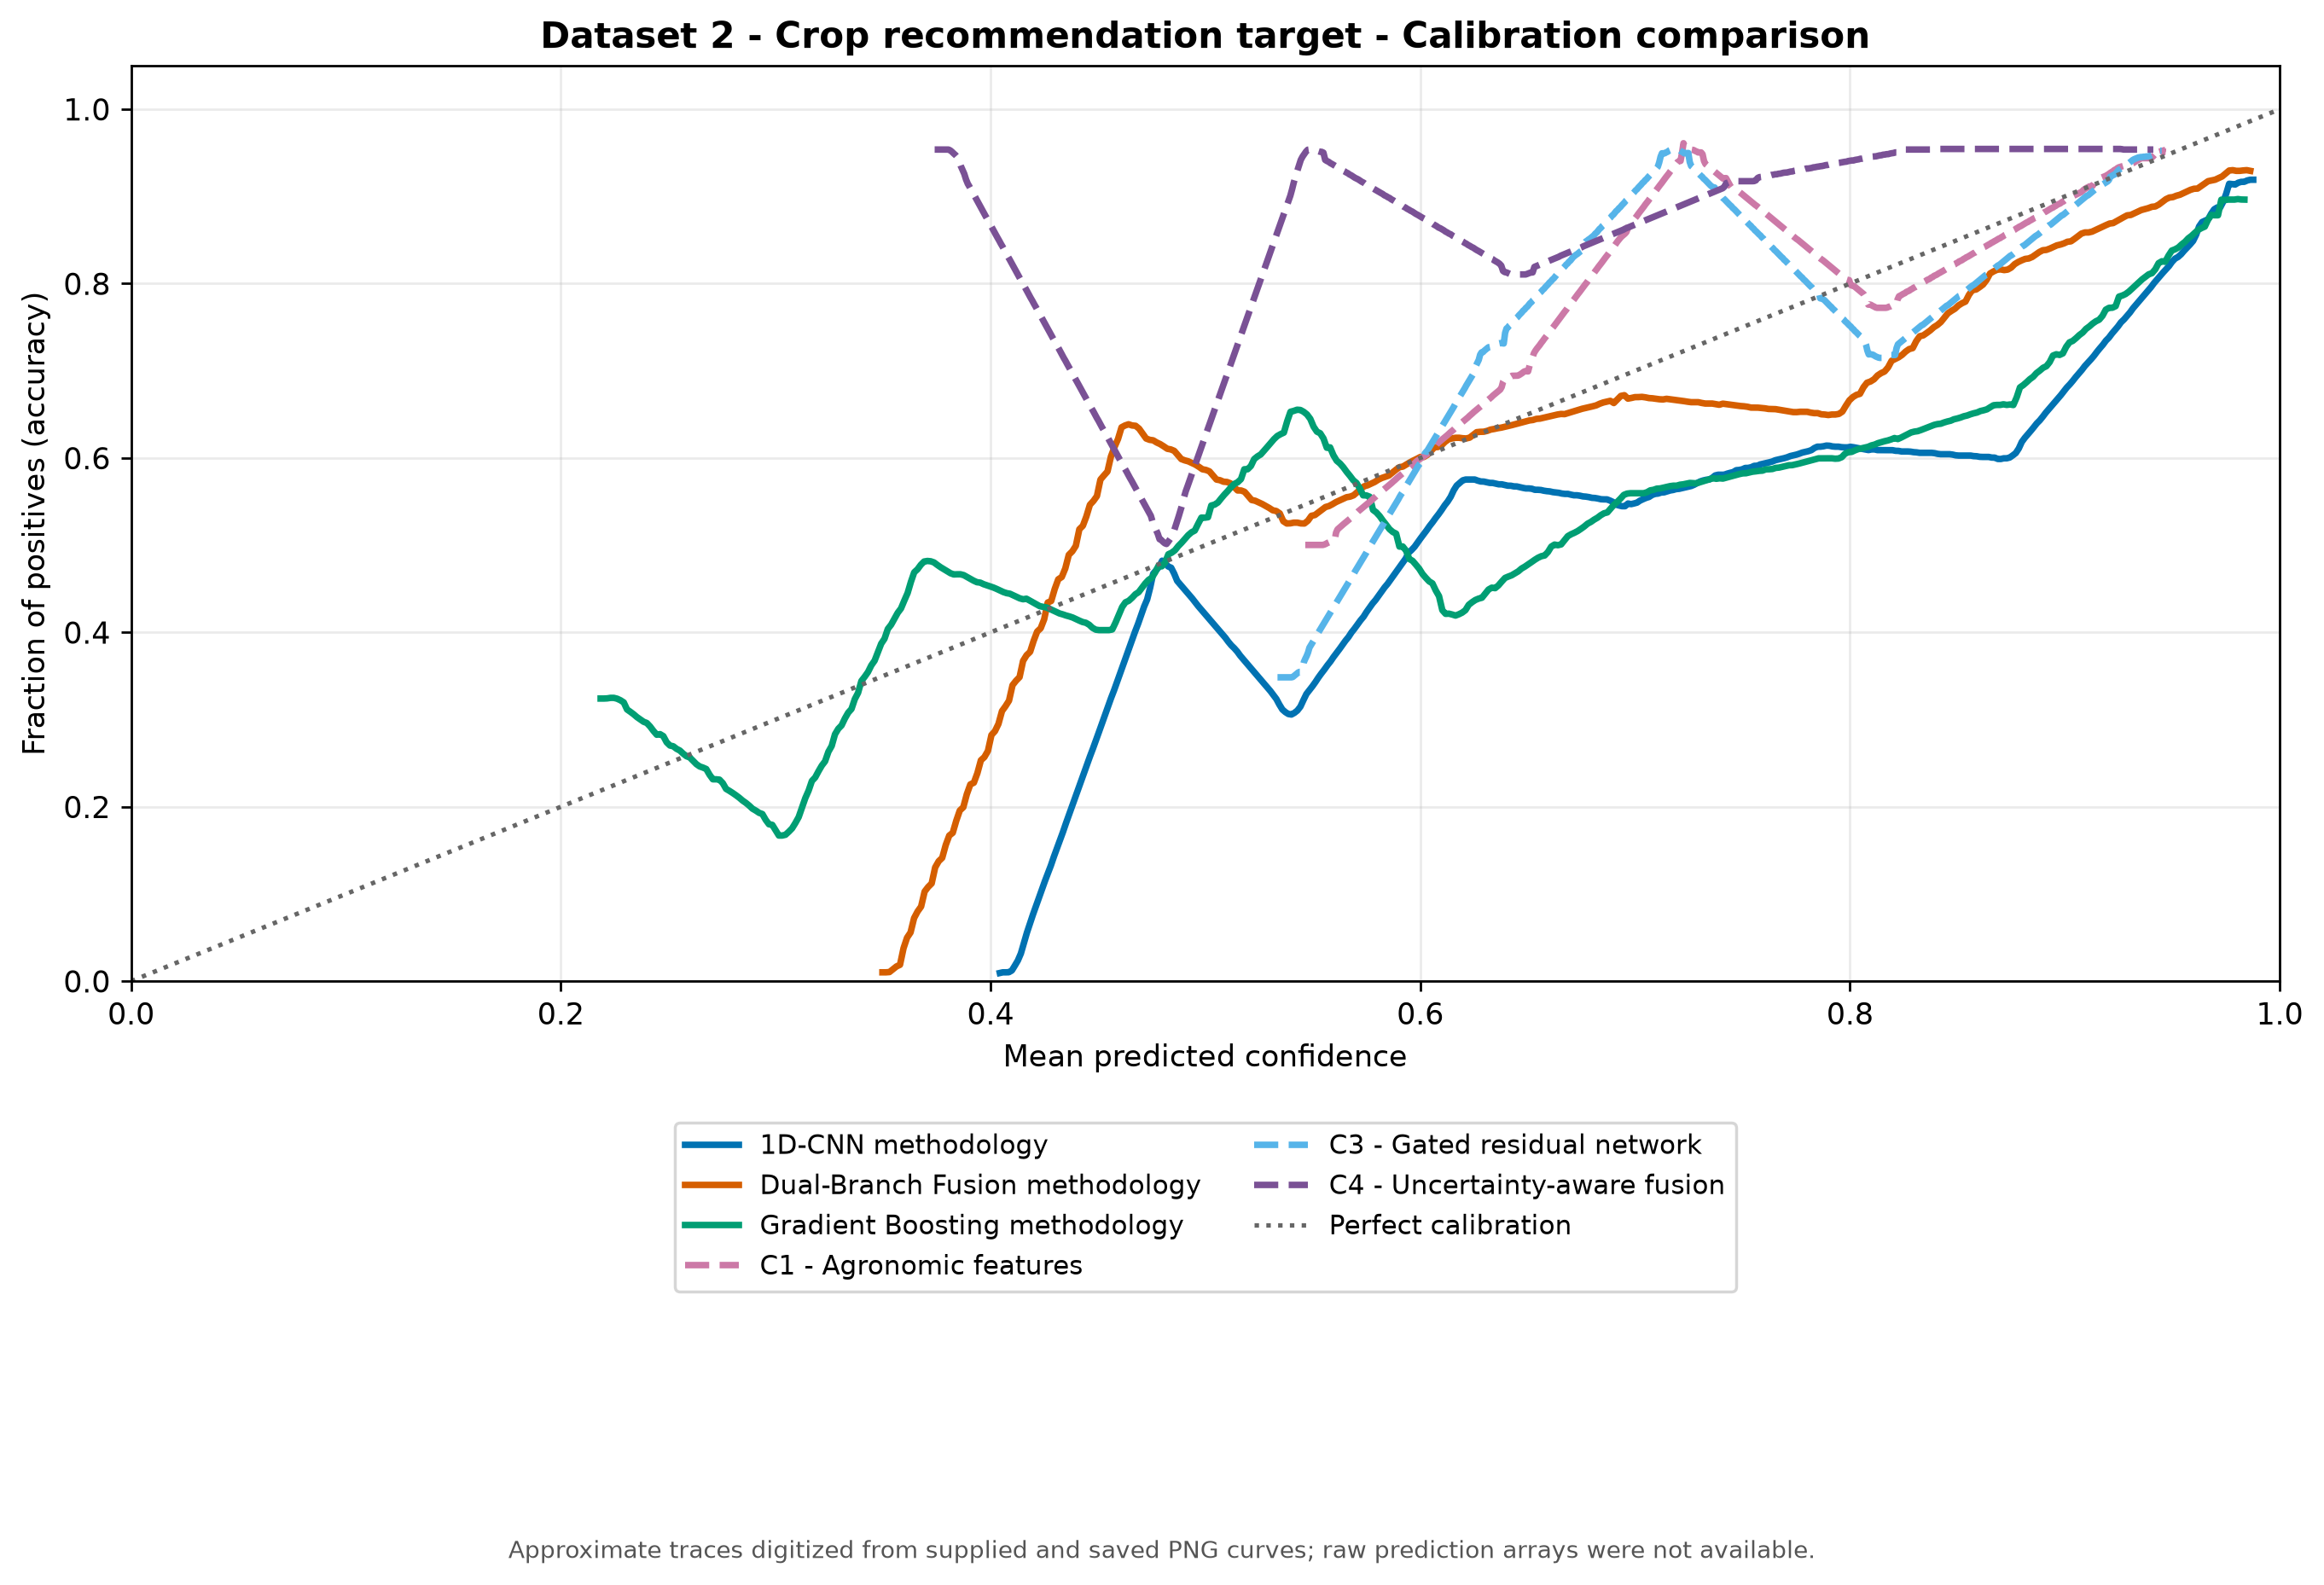 Dataset 2 - Crop recommendation target - Calibration comparison
Fraction of positives (accuracy)
1.0
0.8
0.6
0.4
0.2
0.0
0.0 0.2 0.4 0.6 0.8 1.0
Mean predicted confidence
1D-CNN methodology
Dual-Branch Fusion methodology
Gradient Boosting methodology
C1 - Agronomic features
C3 - Gated residual network
C4 - Uncertainty-aware fusion
Perfect calibration
Approximate traces digitized from supplied and saved PNG curves; raw prediction arrays were not available.